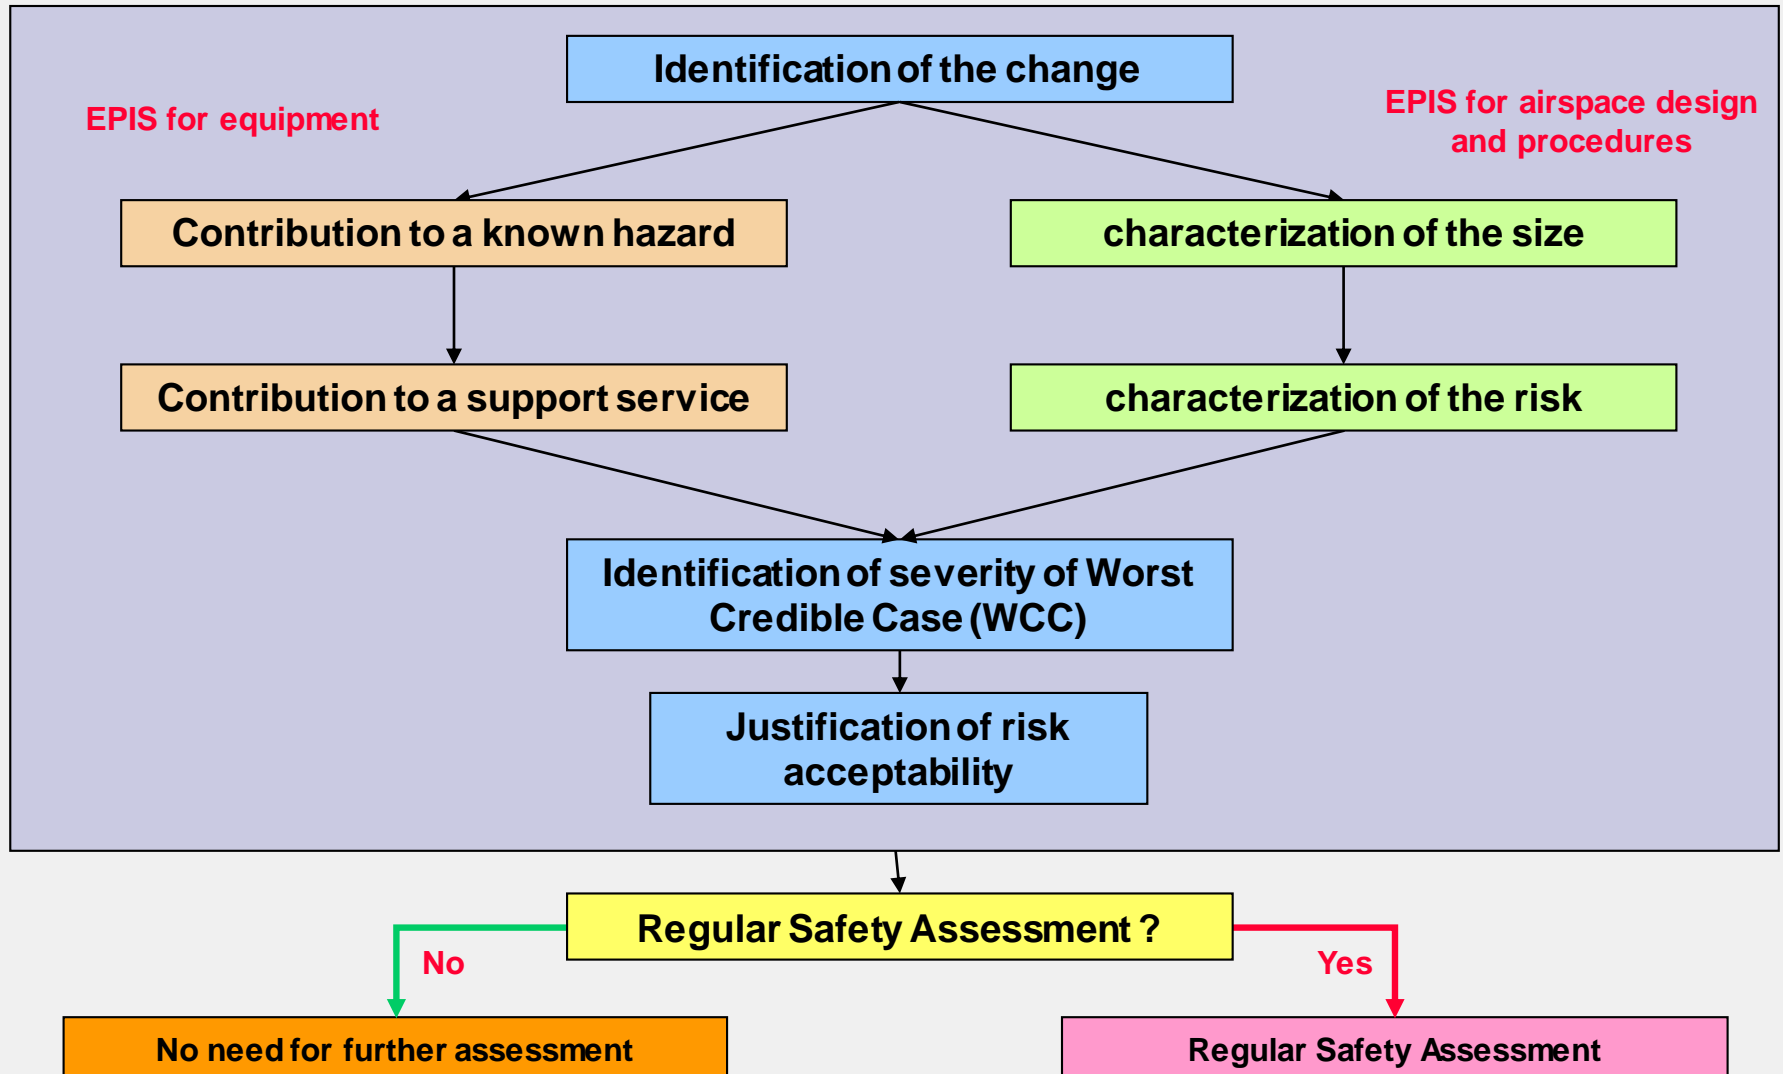 Identification of the change
EPIS for equipment
EPIS for airspace design
and procedures
Contribution to a known hazard
characterization of the size
Contribution to a support service
characterization of the risk
Identification of severity of Worst
Credible Case (WCC)
Justification of risk
acceptability
Regular Safety Assessment ?
No
Yes
No need for further assessment
Regular Safety Assessment